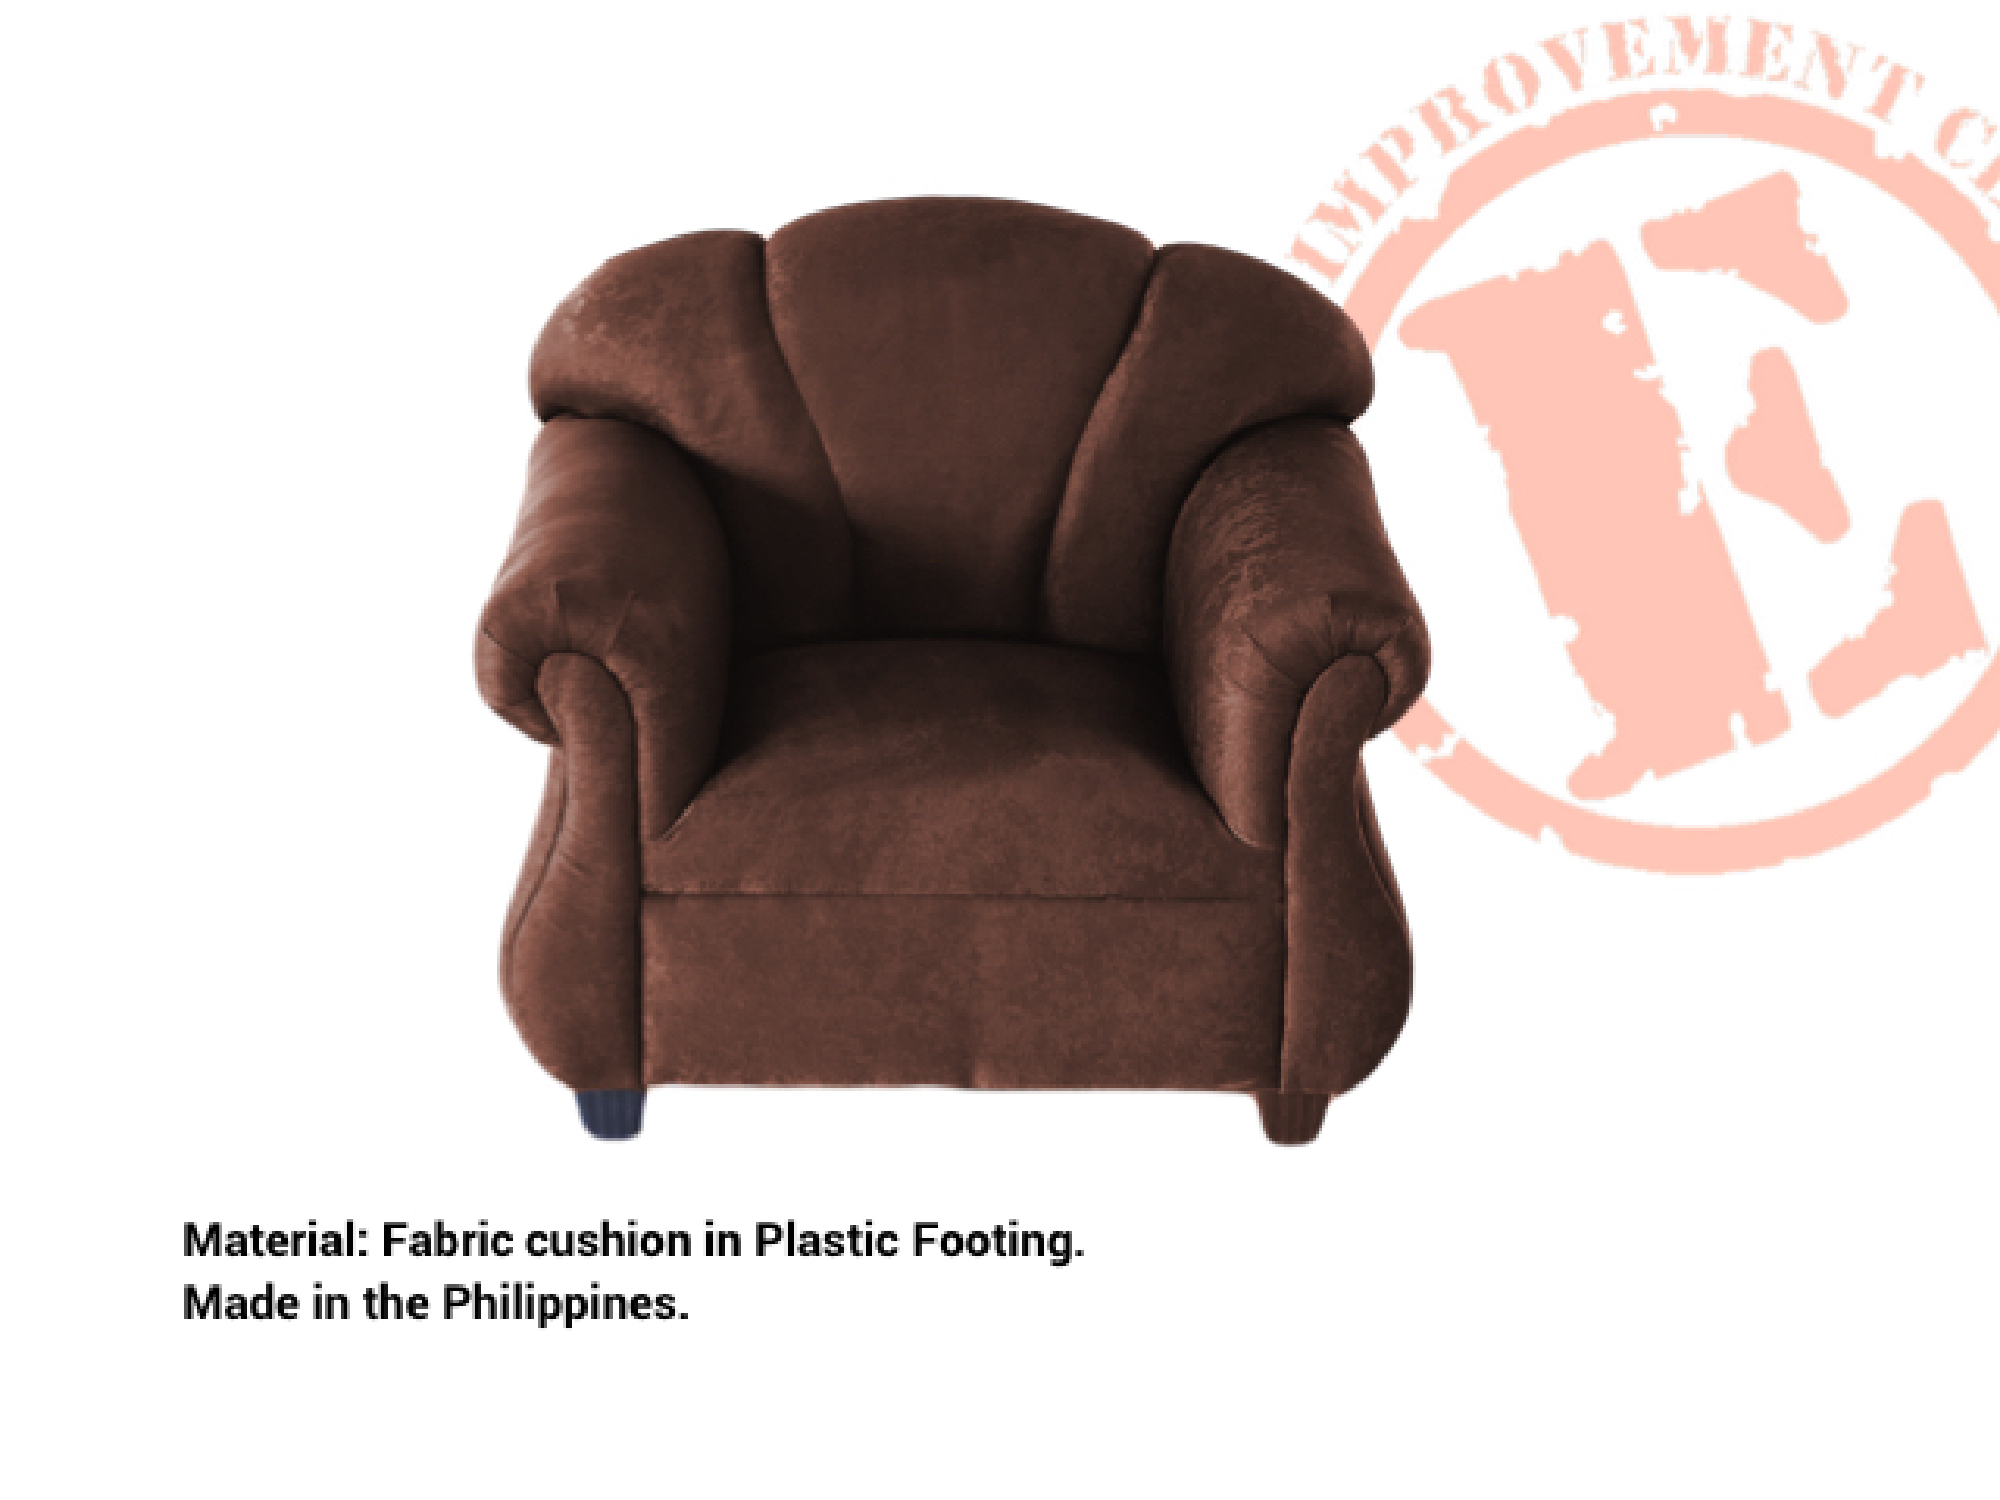 IMPROVEMENT
E
Material: Fabric cushion in Plastic Footing.
Made in the Philippines.